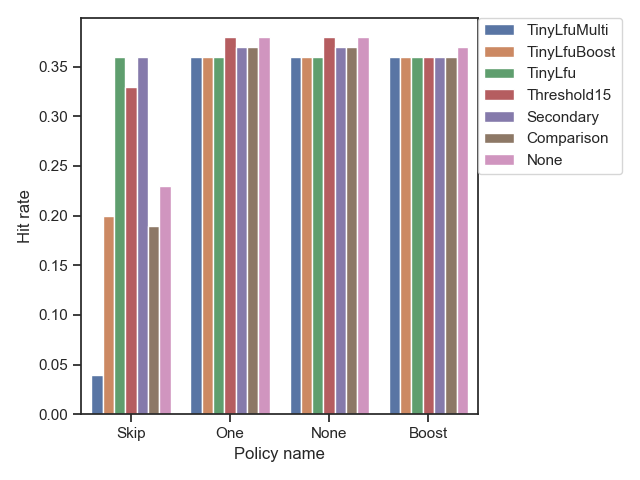 0.35
0.30
0.25
0.20
0.15
0.10
0.05
0.00
Hit rate
Skip
One
None
Boost
Policy name
TinyLfuMulti
TinyLfuBoost
TinyLfu
Threshold15
Secondary
Comparison
None